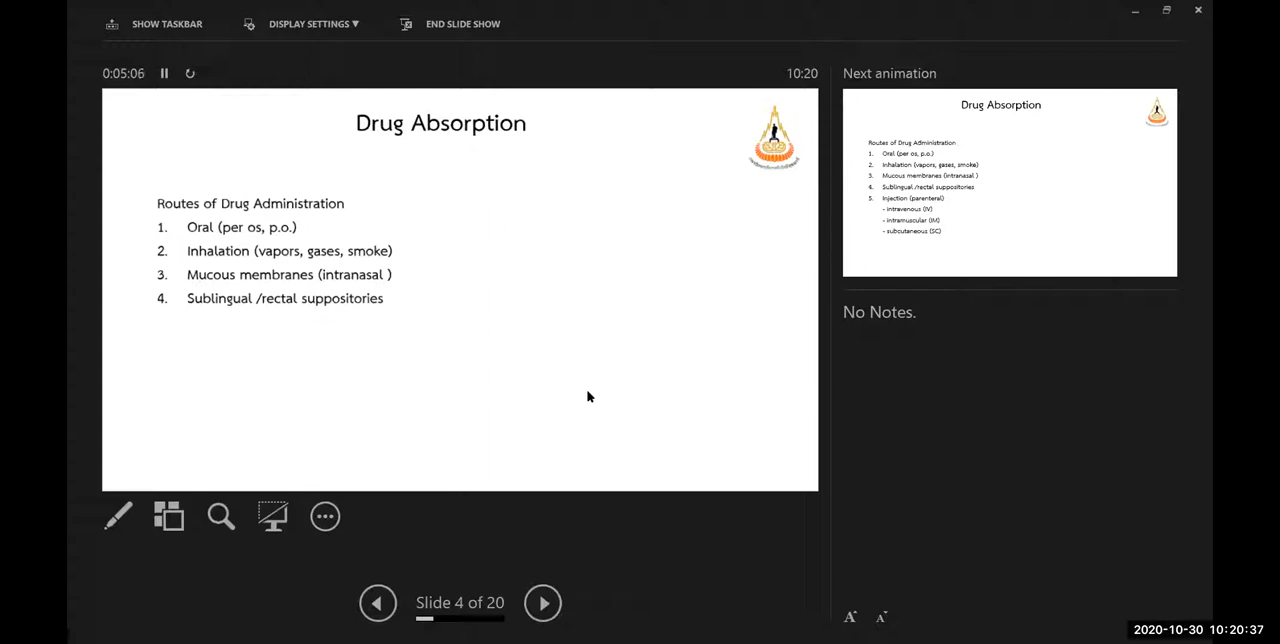 SHOW TASKBAR
DISPLAY SETTINGS ▼
END SLIDE SHOW
0:05:06
10:20
Drug Absorption
Routes of Drug Administration
1. Oral (per os, p.o.)
2. Inhalation (vapors, gases, smoke)
3. Mucous membranes (intranasal )
4. Sublingual /rectal suppositories
Next animation
Drug Absorption
Routes of Drug Administration
1. Oral (per os, p.o.)
2. Inhalation (vapors, gases, smoke)
3. Mucous membranes (intranasal )
4. Sublingual /rectal suppositories
5. Injection (parenteral)
- intravenous (IV)
- intramuscular (IM)
- subcutaneous (SC)
No Notes.
Slide 4 of 20
A A
2020-10-30 10:20:37